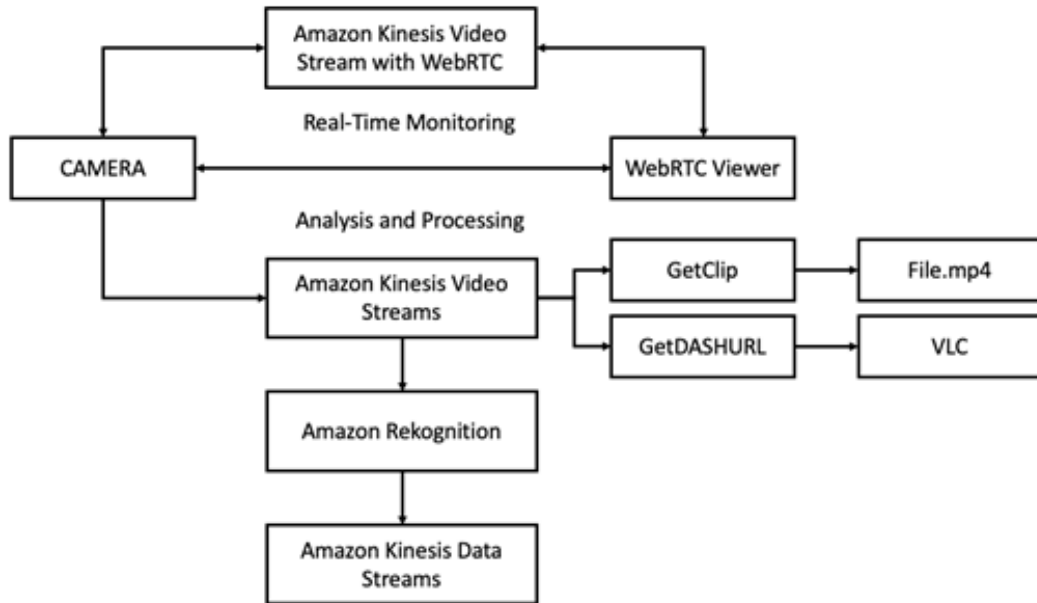 Amazon Kinesis Video
Stream with WebRTC
Real-Time Monitoring
CAMERA
WebRTC Viewer
Analysis and Processing
Amazon Kinesis Video
Streams
GetClip
File.mp4
GetDASHURL
VLC
Amazon Rekognition
Amazon Kinesis Data
Streams